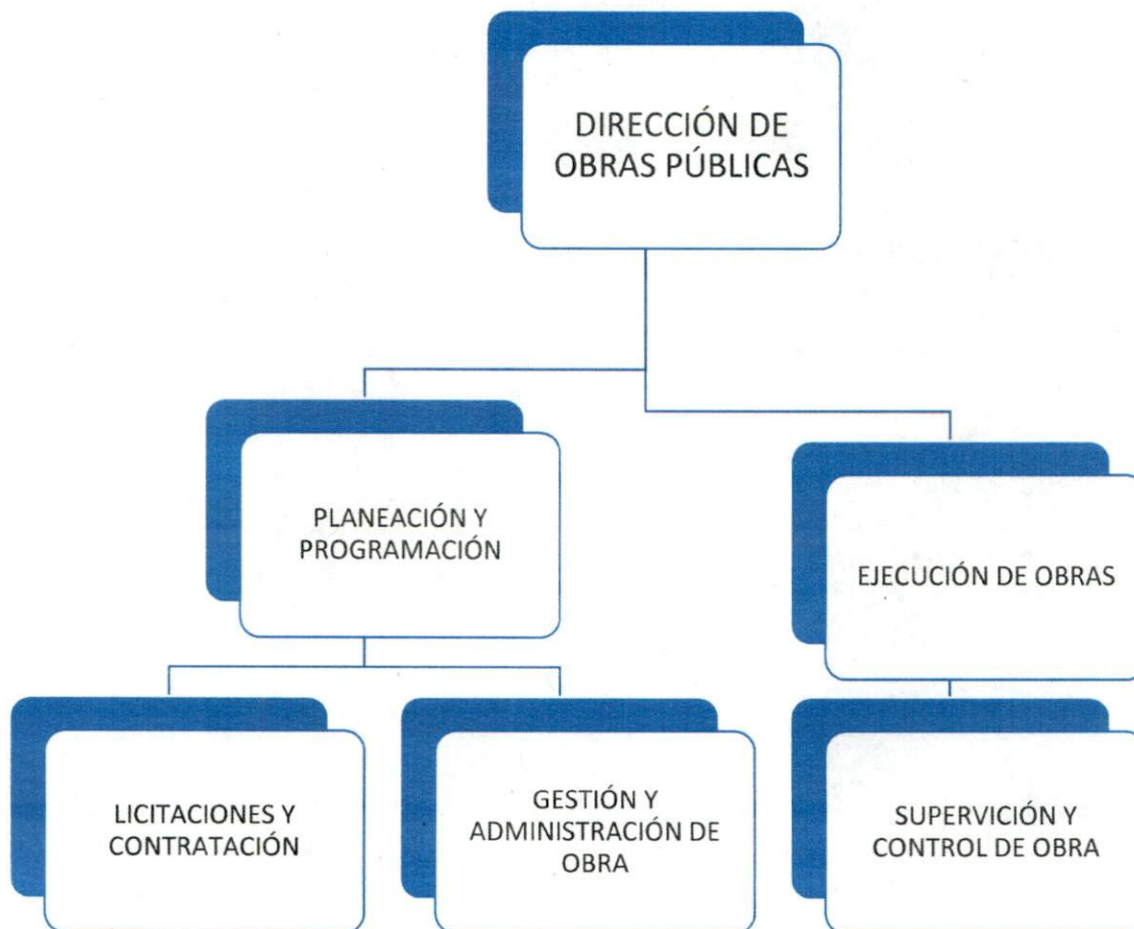 DIRECCIÓN DE
OBRAS PÚBLICAS
PLANEACIÓN Y
PROGRAMACIÓN
EJECUCIÓN DE OBRAS
LICITACIONES Y
CONTRATACIÓN
GESTIÓN Y
ADMINISTRACIÓN DE
OBRA
SUPERVICIÓN Y
CONTROL DE OBRA